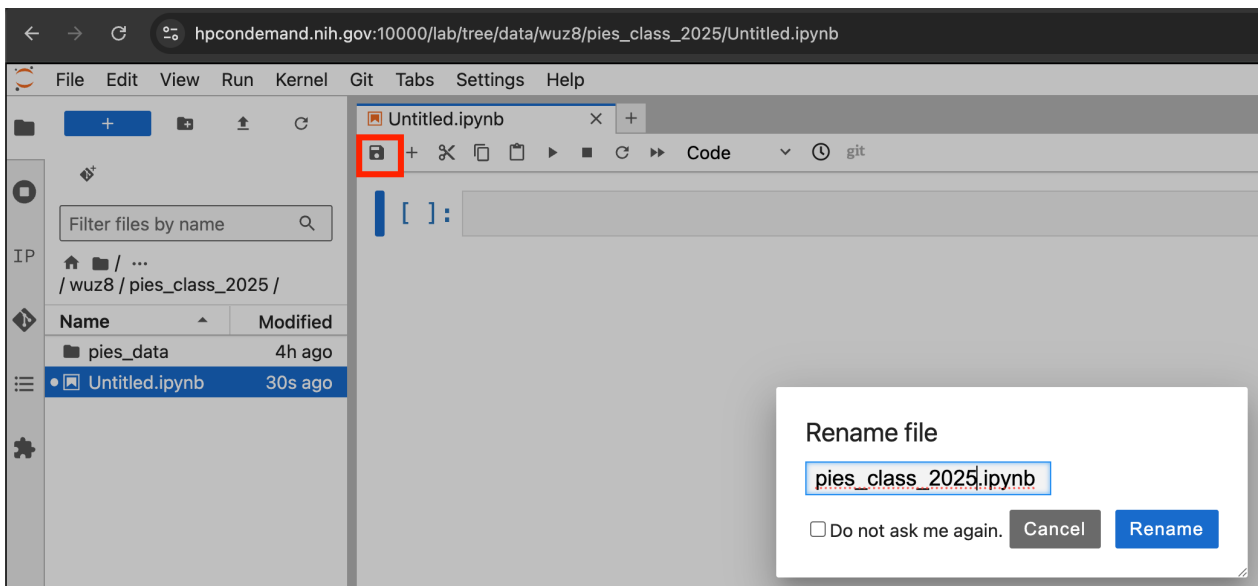 hpcondemand.nih.gov:10000/lab/tree/data/wuz8/pies_class_2025/Untitled.ipynb
File Edit View Run Kernel Git Tabs Settings Help
Untitled.ipynb
Code
git
[ ]:
Filter files by name
IP
/ ...
/ wuz8 / pies_class_2025 /
Name Modified
pies_data 4h ago
Untitled.ipynb 30s ago
Rename file
pies_class_2025.ipynb
Do not ask me again. Cancel Rename